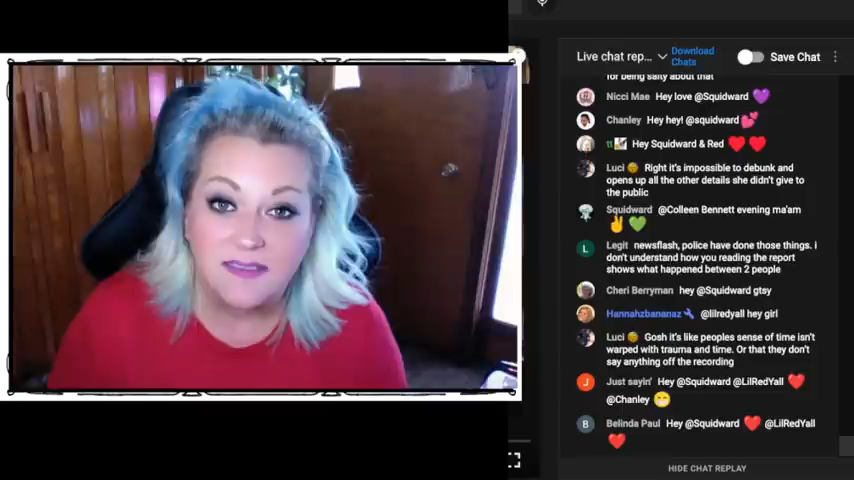 Live chat rep...
Download
Chats
Save Chat
for being salty about that
Nicci Mae Hey love @Squidward 💜
Chanley Hey hey! @squidward 💕
tt Hey Squidward & Red ❤️ ❤️
Luci Right it's impossible to debunk and
opens up all the other details she didn't give to
the public
Squidward @Colleen Bennett evening ma'am
✌️ 💚
L
Legit newsflash, police have done those things. i
don't understand how you reading the report
shows what happened between 2 people
Cheri Berryman hey @Squidward gtsy
Hannahzbananaz @lilredyall hey girl
Luci Gosh it's like peoples sense of time isn't
warped with trauma and time. Or that they don't
say anything off the recording
J
Just sayin' Hey @Squidward @LilRedYall ❤️
@Chanley 😁
B
Belinda Paul Hey @Squidward ❤️ @LilRedYall
❤️
HIDE CHAT REPLAY